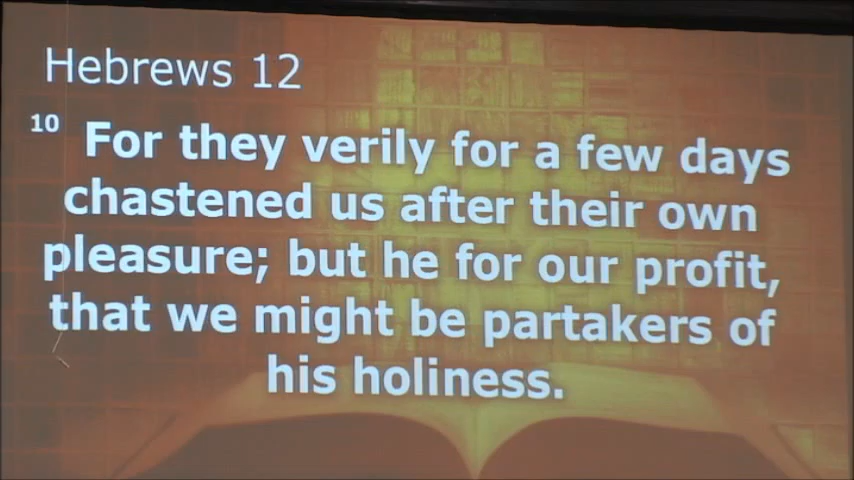 Hebrews 12
10 For they verily for a few days
chastened us after their own
pleasure; but he for our profit,
that we might be partakers of
his holiness.